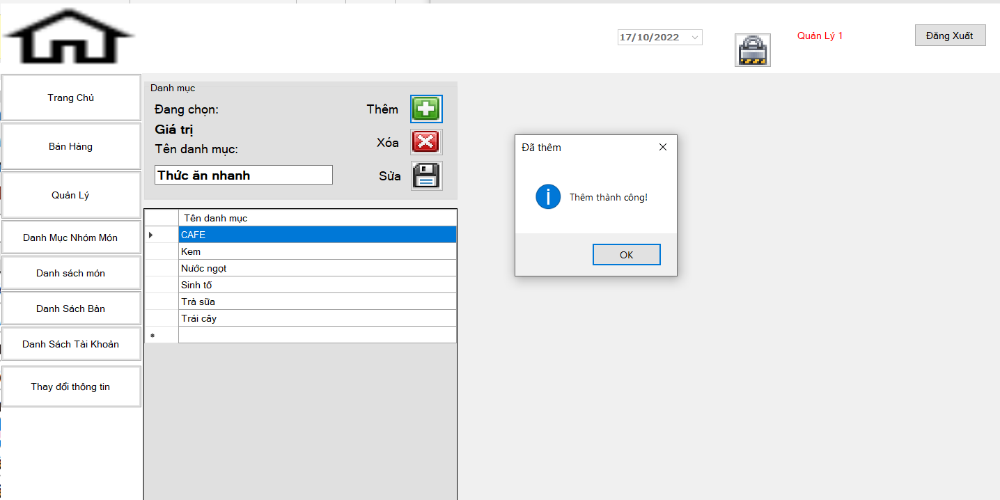 17/10/2022
Quản Lý 1
Đăng Xuất
Trang Chủ
Bán Hàng
Quản Lý
Danh Mục Nhóm Món
Danh sách món
Danh Sách Bàn
Danh Sách Tài Khoản
Thay đổi thông tin
Danh mục
Đang chọn:
Thêm
Giá trị
Xóa
Tên danh mục:
Sửa
Thức ăn nhanh
Tên danh mục
CAFE
Kem
Nước ngọt
Sinh tố
Trà sữa
Trái cây
Đã thêm
Thêm thành công!
OK